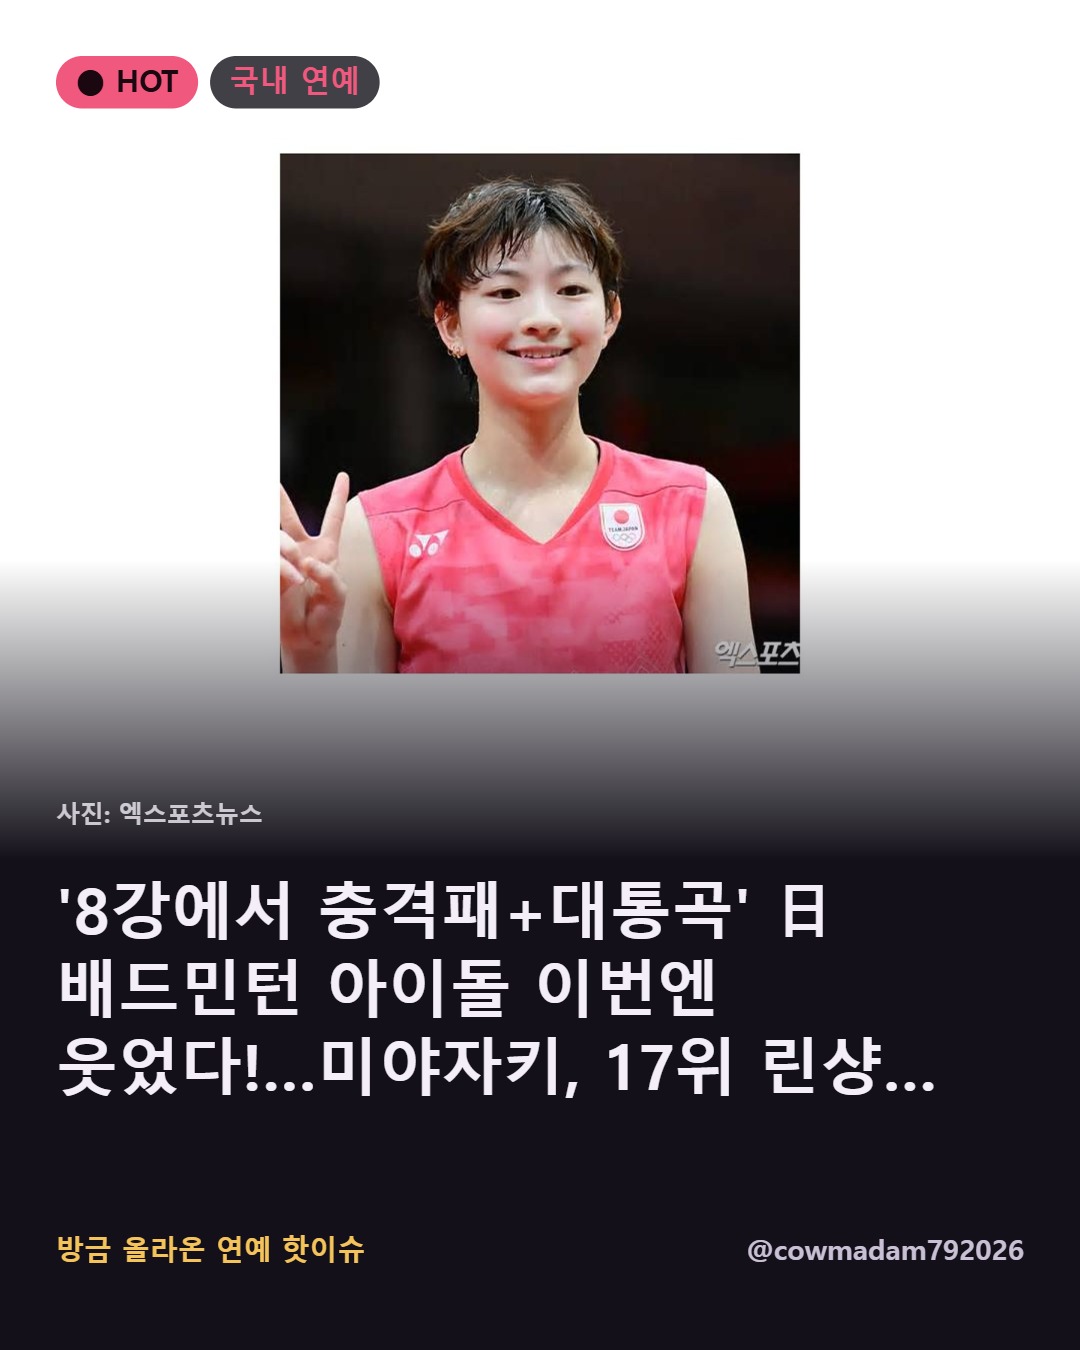 HOT
국내 연예
TEAM JAPAN
엑스포츠
사진: 엑스포츠뉴스
'8강에서 충격패+대통곡' 日
배드민턴 아이돌 이번엔
웃었다!...미야자키, 17위 린샹...
방금 올라온 연예 핫이슈
@cowmadam792026